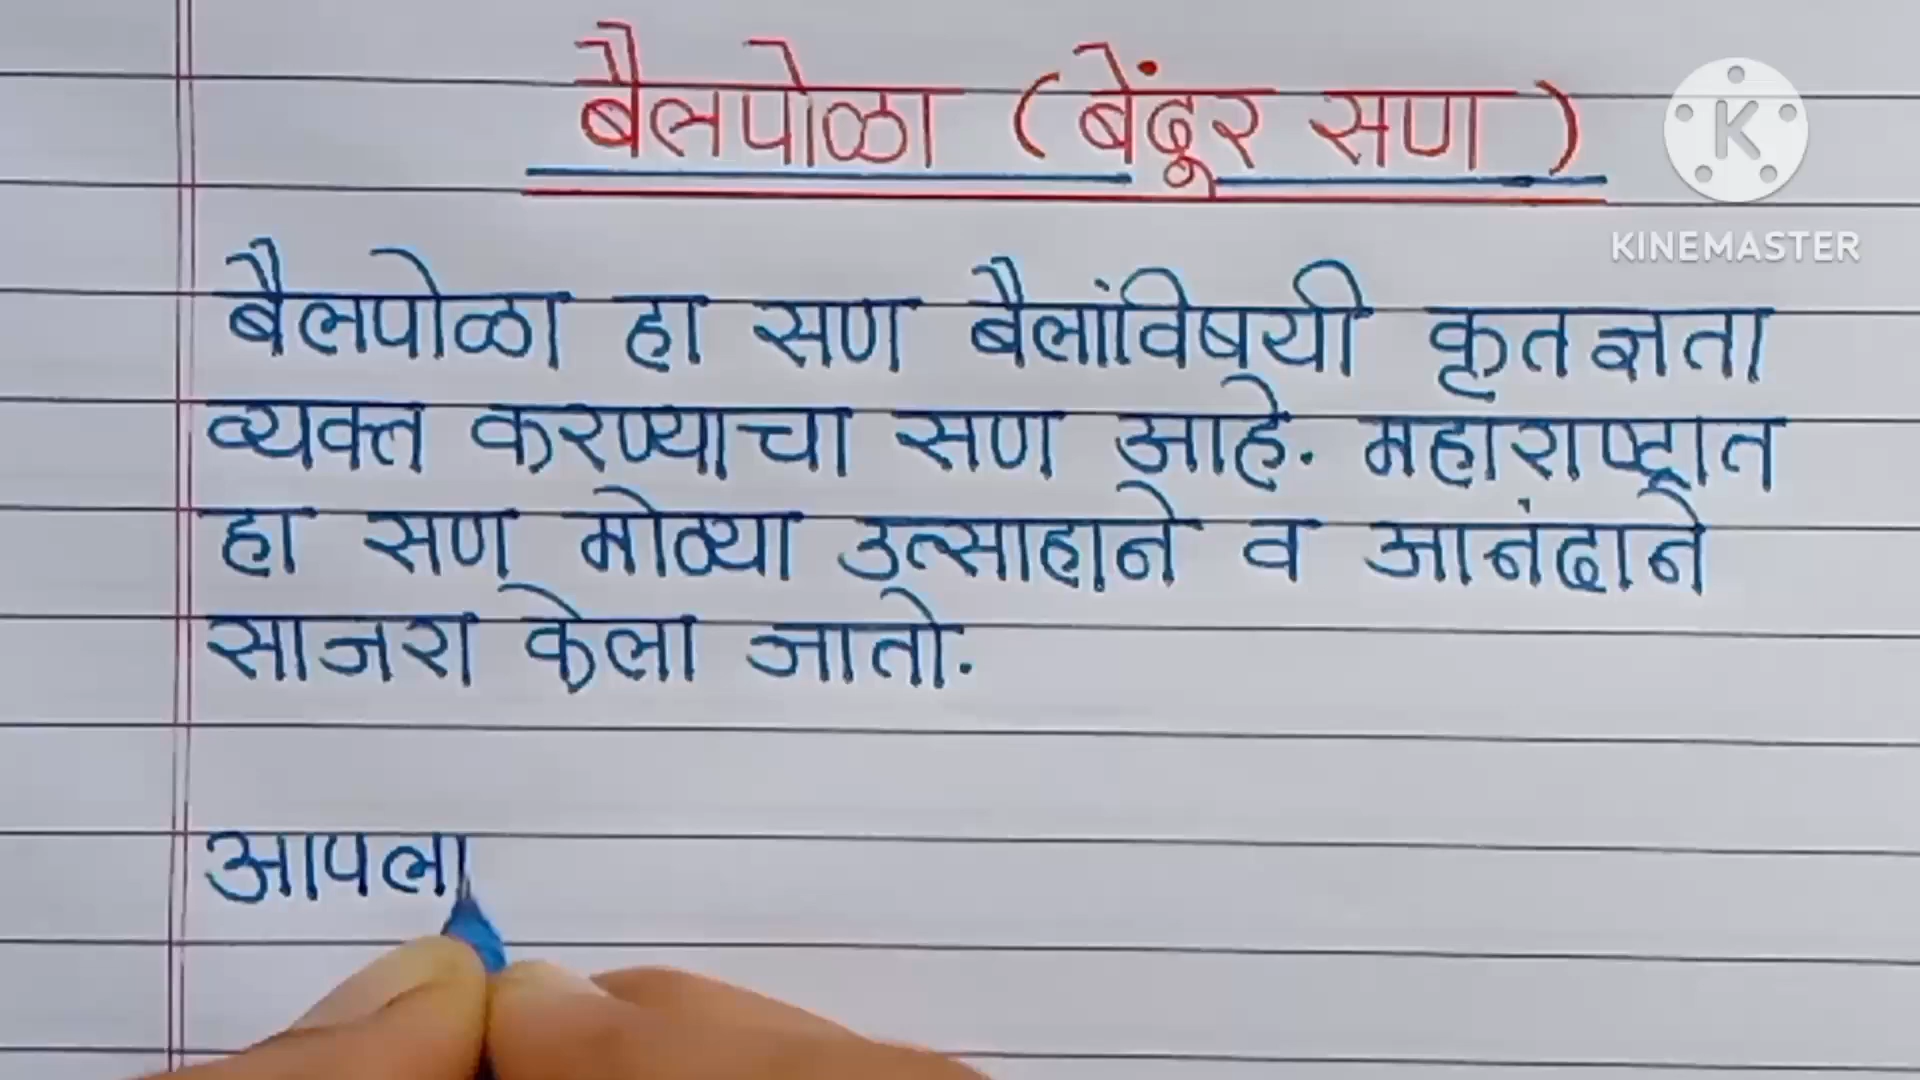 बैलपोळा ( बेंदूर सण )
KINEMASTER
बैलपोळा हा सण बैलांविषयी कृतज्ञता
व्यक्त करण्याचा सण आहे. महाराष्ट्रात
हा सण मोठ्या उत्साहाने व आनंदाने
साजरा केला जातो.
आपला